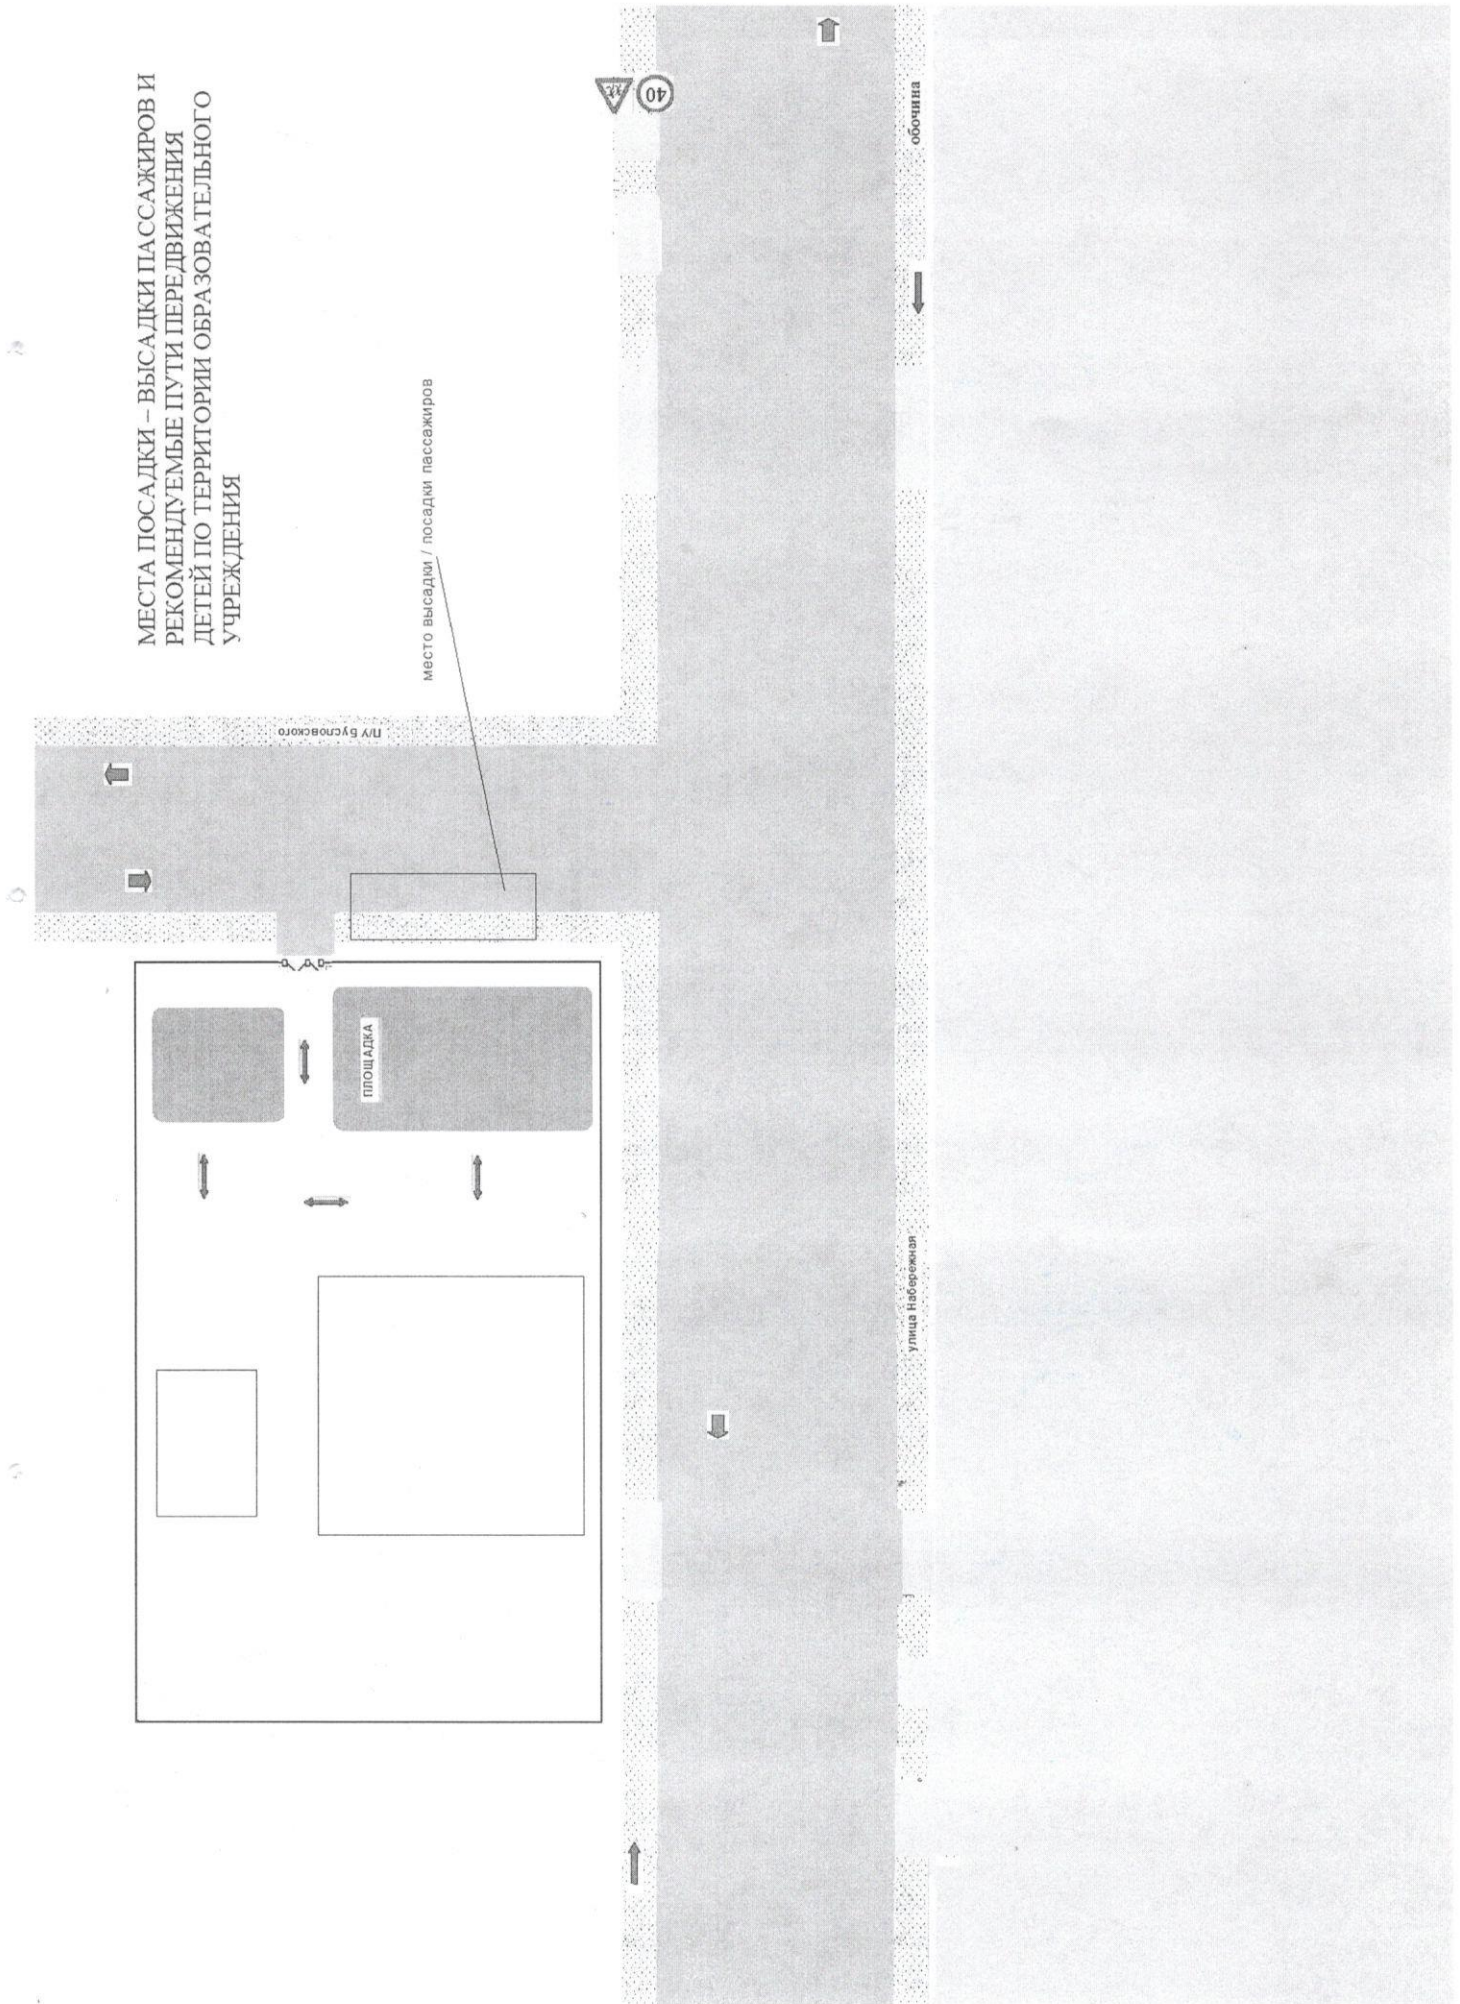 МЕСТА ПОСАДКИ – ВЫСАДКИ ПАССАЖИРОВ И
РЕКОМЕНДУЕМЫЕ ПУТИ ПЕРЕДВИЖЕНИЯ
ДЕТЕЙ ПО ТЕРРИТОРИИ ОБРАЗОВАТЕЛЬНОГО
УЧРЕЖДЕНИЯ
место высадки / посадки пассажиров
П/У Бусловского
ПЛОЩАДКА
40
обочина
улица Набережная